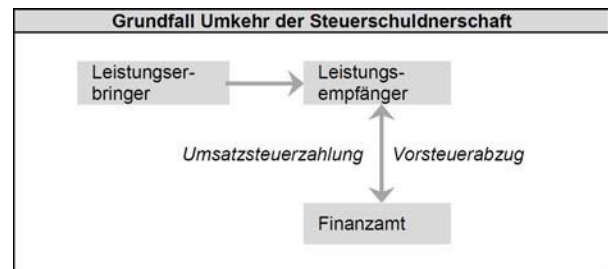 Grundfall Umkehr der Steuerschuldnerschaft
Leistungser-
bringer
Leistungs-
empfänger
Umsatzsteuerzahlung
Vorsteuerabzug
Finanzamt